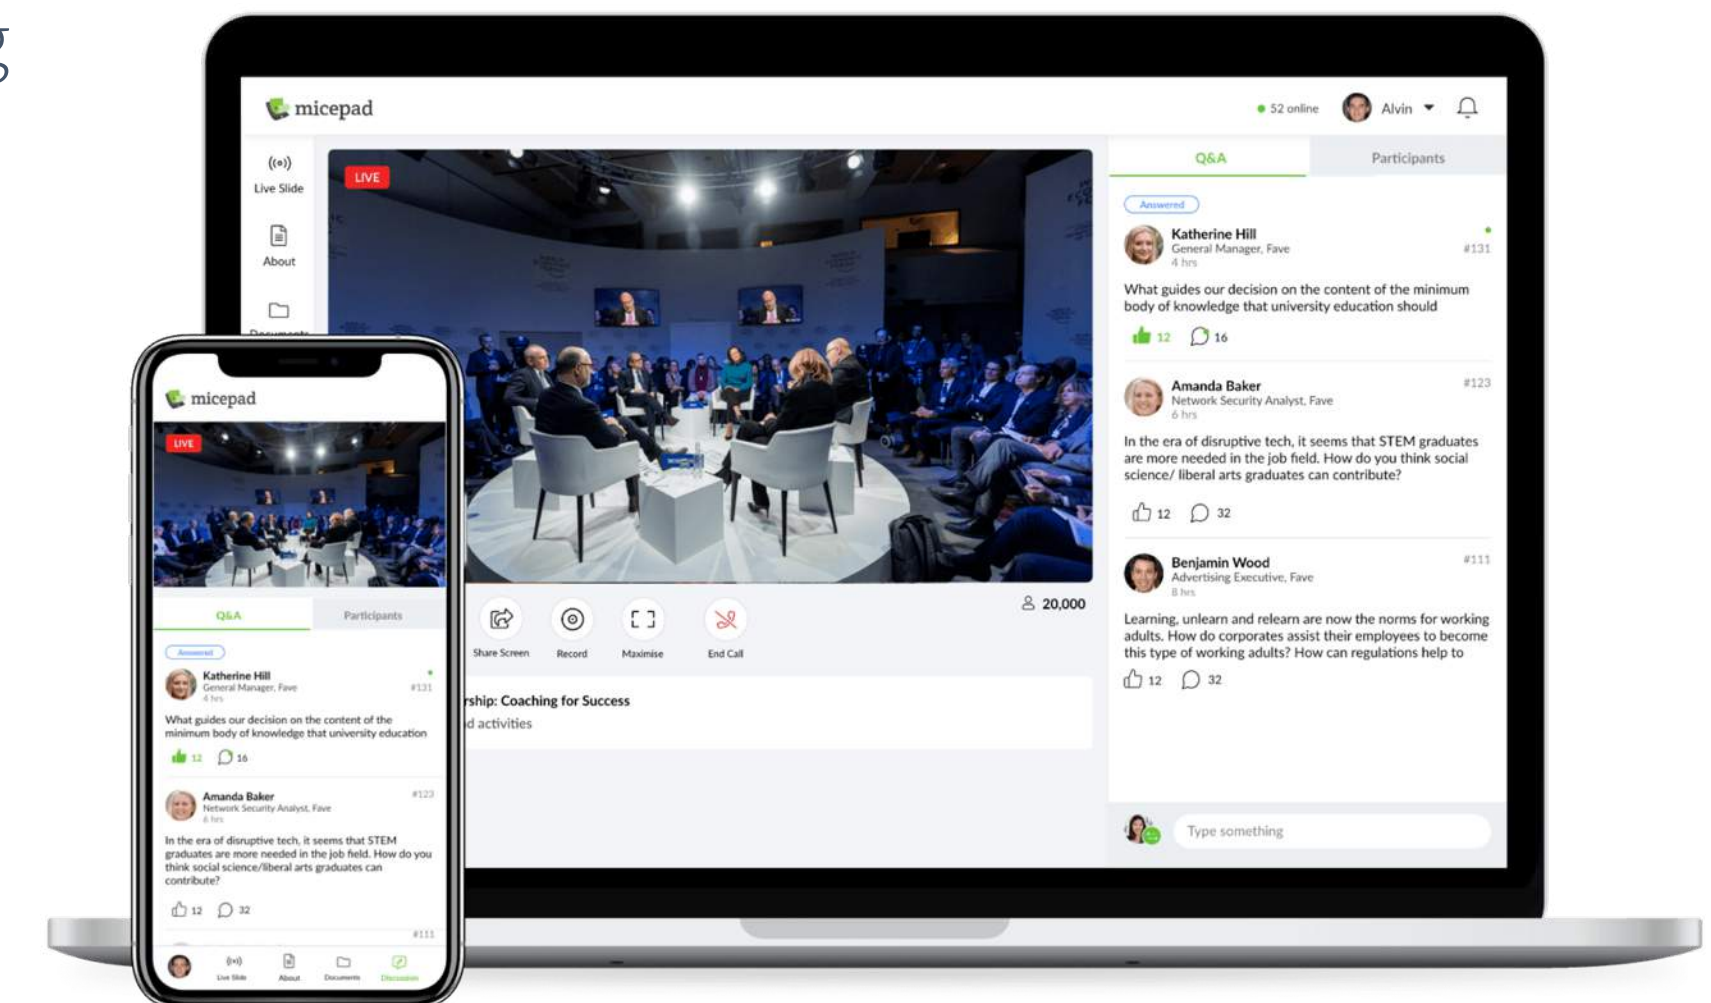 g
micepad
52 online
Alvin
((o))
Live Slide
About
LIVE
Q&A
Participants
Answered
Katherine Hill
General Manager, Fave
4 hrs
#131
What guides our decision on the content of the minimum
body of knowledge that university education should
12
16
Amanda Baker
Network Security Analyst, Fave
6 hrs
#123
In the era of disruptive tech, it seems that STEM graduates
are more needed in the job field. How do you think social
science/ liberal arts graduates can contribute?
12
32
Benjamin Wood
Advertising Executive, Fave
8 hrs
#111
Learning, unlearn and relearn are now the norms for working
adults. How do corporates assist their employees to become
this type of working adults? How can regulations help to
12
32
Type something
20,000
Share Screen
Record
Maximise
End Call
rship: Coaching for Success
d activities
micepad
LIVE
Q&A
Participants
Answered
Katherine Hill
General Manager, Fave
4 hrs
#131
What guides our decision on the content of the
minimum body of knowledge that university education
12
16
Amanda Baker
Network Security Analyst, Fave
6 hrs
#123
In the era of disruptive tech, it seems that STEM
graduates are more needed in the job field. How do you
think social science/liberal arts graduates can
contribute?
12
32
#111
Live Slide
About
Documents
Discussion